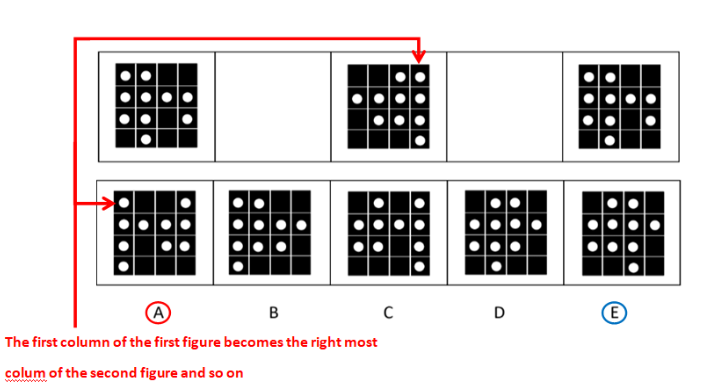 A B C D E
The first column of the first figure becomes the right most
colum of the second figure and so on